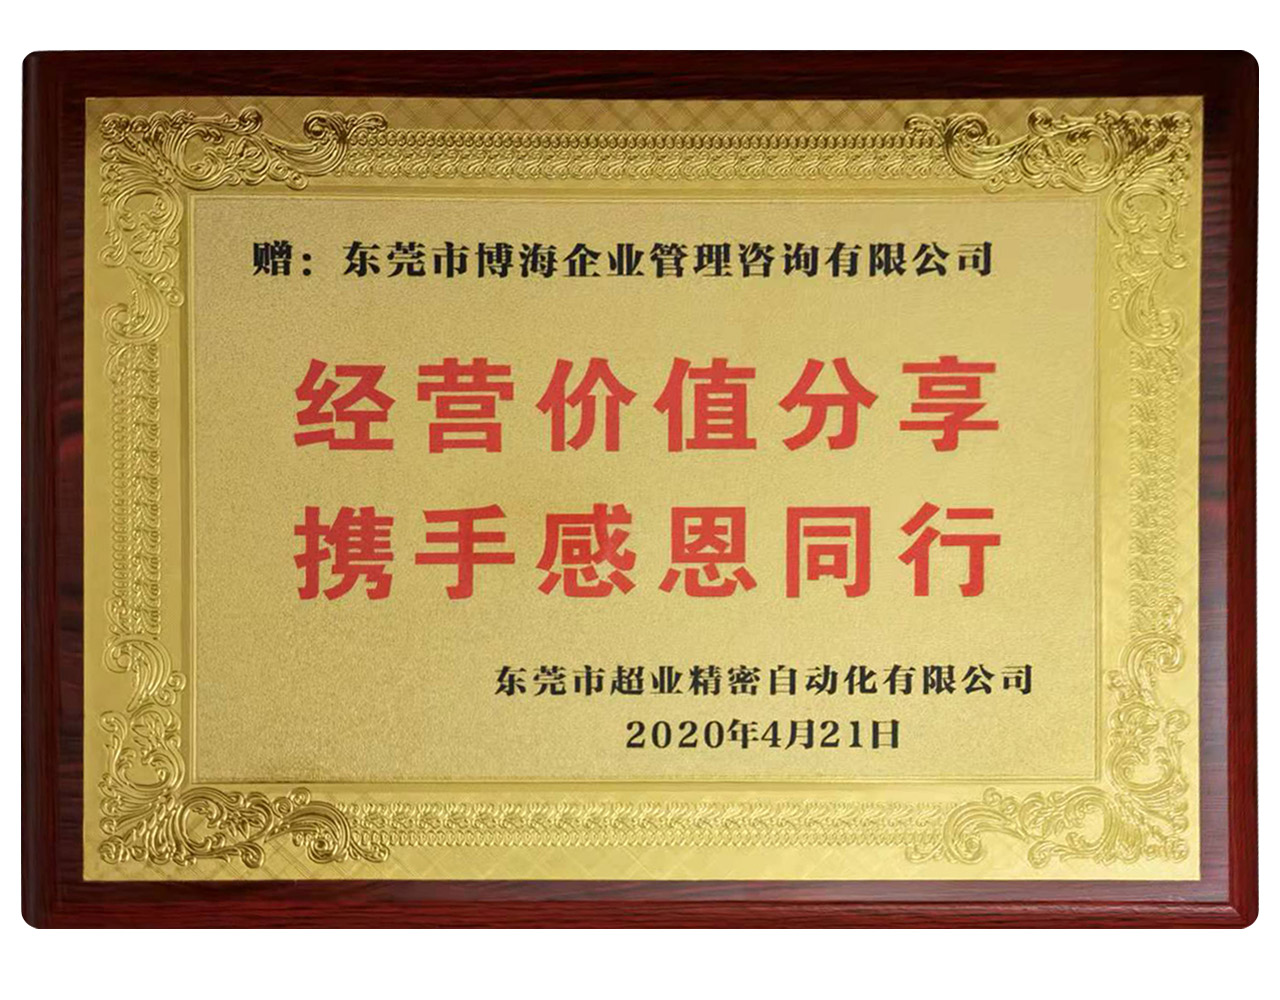 赠：东莞市博海企业管理咨询有限公司
经营价值分享
携手感恩同行
东莞市超业精密自动化有限公司
2020年4月21日